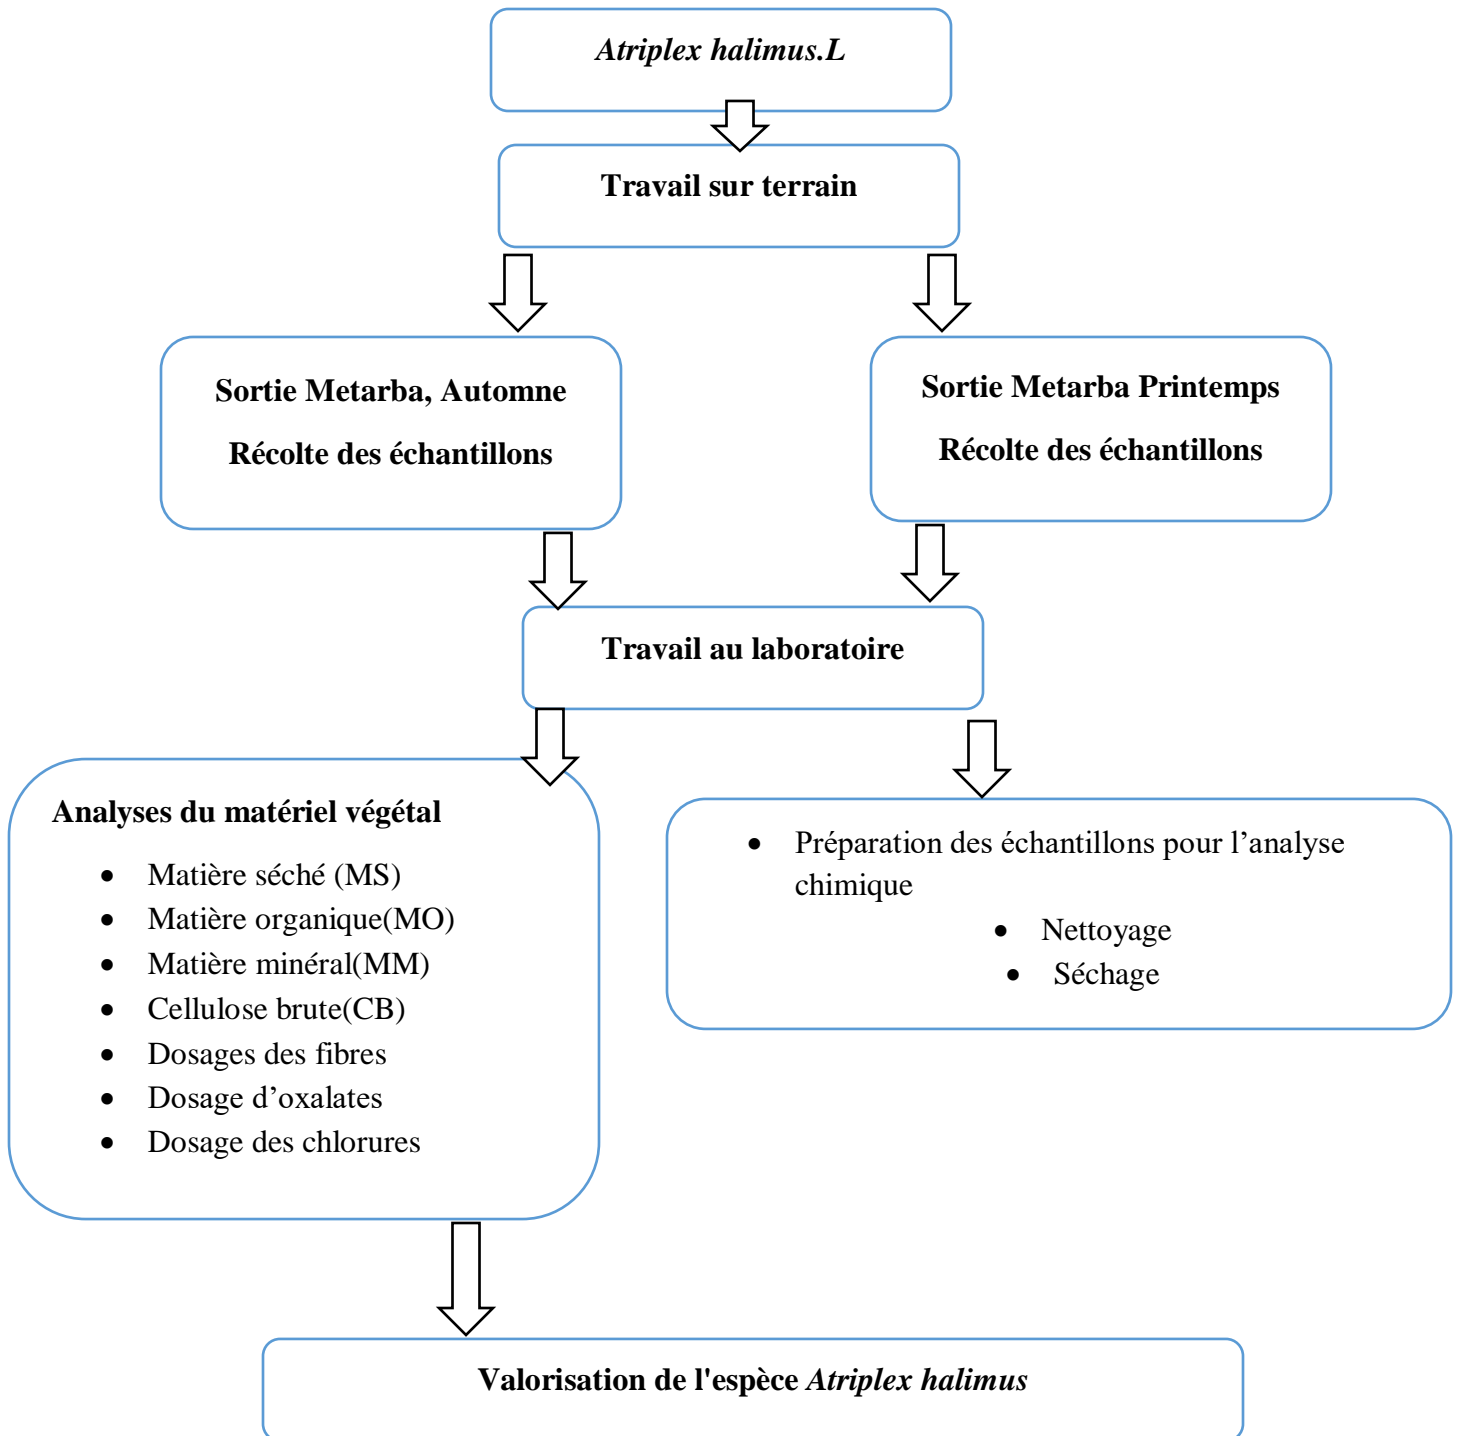 Atriplex halimus.L
Travail sur terrain
Sortie Metarba, Automne
Récolte des échantillons
Sortie Metarba Printemps
Récolte des échantillons
Travail au laboratoire
Analyses du matériel végétal
• Matière séché (MS)
• Matière organique(MO)
• Matière minéral(MM)
• Cellulose brute(CB)
• Dosages des fibres
• Dosage d’oxalates
• Dosage des chlorures
• Préparation des échantillons pour l’analyse
chimique
• Nettoyage
• Séchage
Valorisation de l'espèce Atriplex halimus